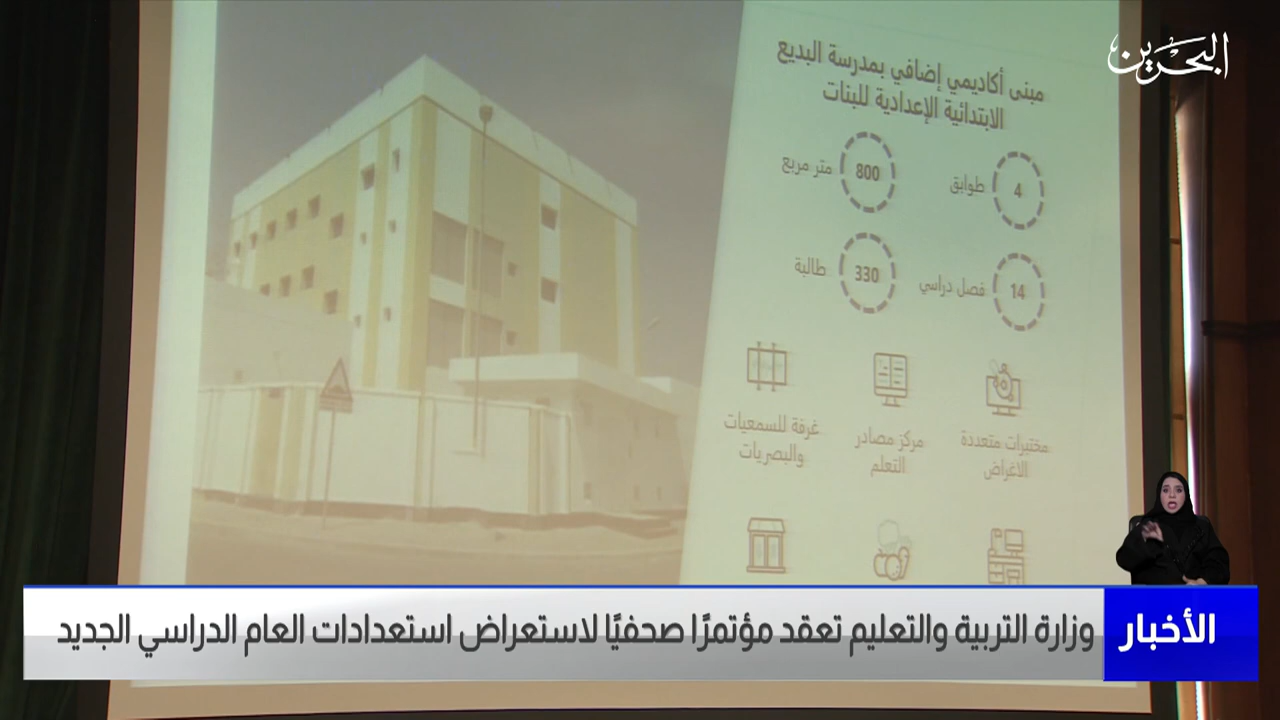 البحرين
مبنى أكاديمي إضافي بمدرسة البديع
الابتدائية الإعدادية للبنات
4 طوابق
800 متر مربع
14 فصل دراسي
330 طالبة
مختبرات متعددة
الاغراض
مركز مصادر
التعلم
غرفة للسمعيات
والبصريات
الأخبار
وزارة التربية والتعليم تعقد مؤتمرًا صحفيًا لاستعراض استعدادات العام الدراسي الجديد